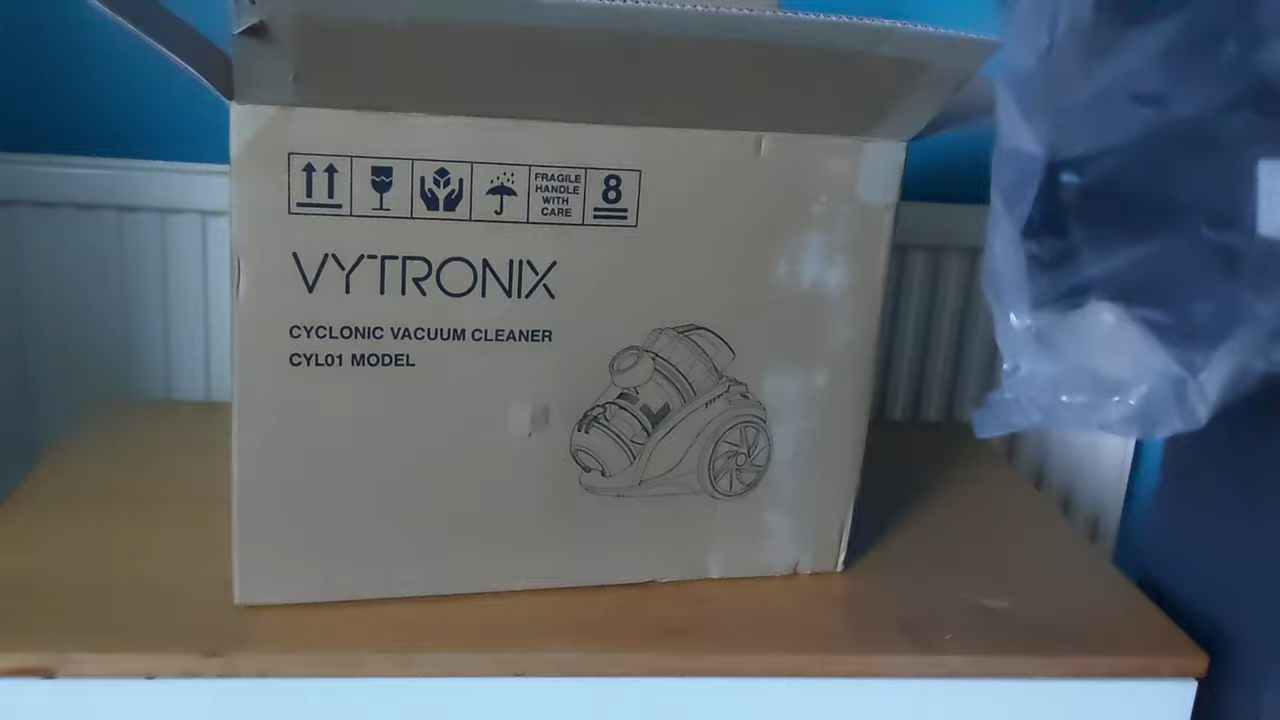 FRAGILE
HANDLE
WITH
CARE
8
VYTRONIX
CYCLONIC VACUUM CLEANER
CYL01 MODEL